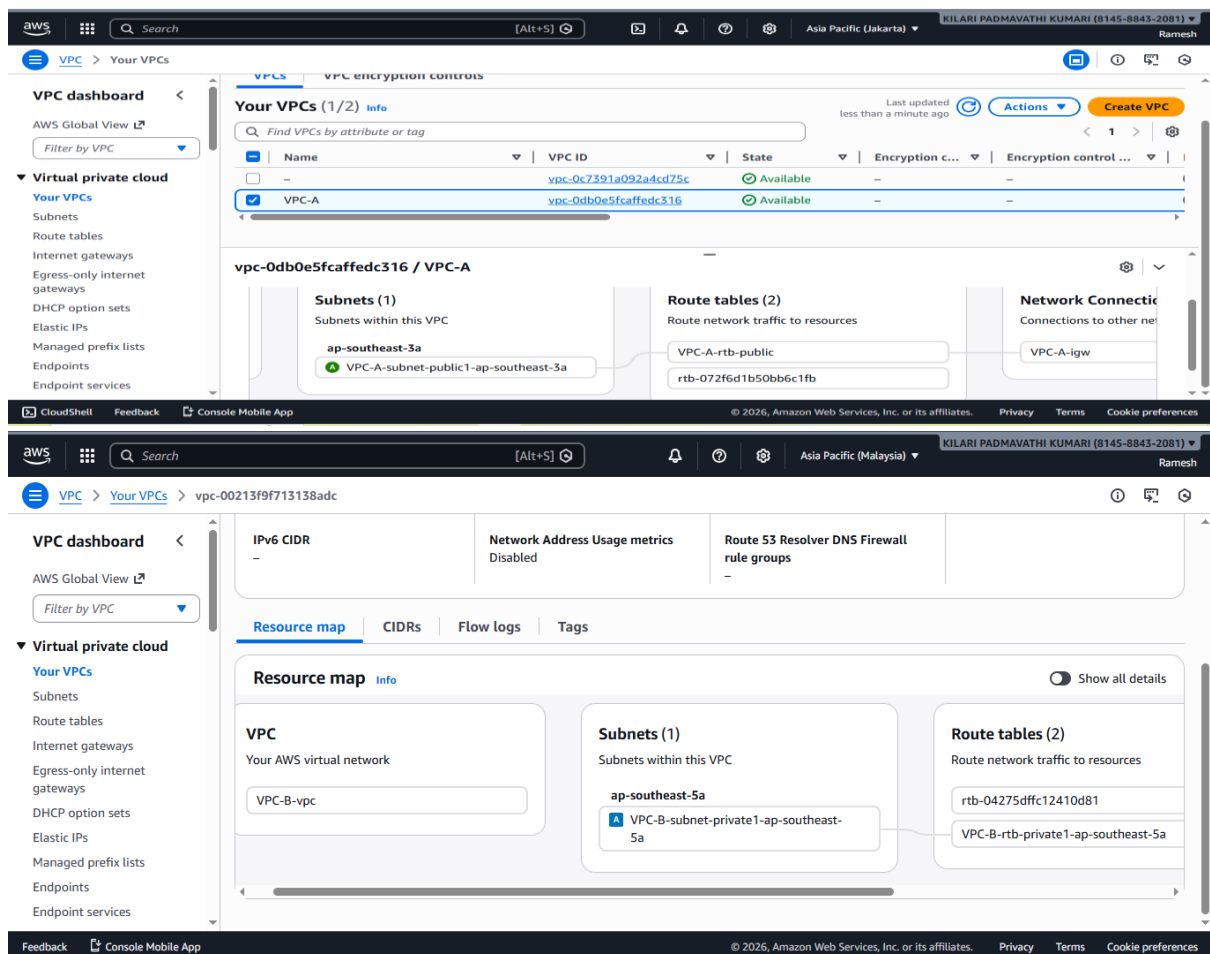 aws
Search
[Alt+S]
Asia Pacific (Jakarta)
KILARI PADMAVATHI KUMARI (8145-8843-2081)
Ramesh
VPC > Your VPCs
VPC dashboard
AWS Global View
Filter by VPC
Virtual private cloud
Your VPCs
Subnets
Route tables
Internet gateways
Egress-only internet
gateways
DHCP option sets
Elastic IPs
Managed prefix lists
Endpoints
Endpoint services
VPCs
VPC encryption controls
Your VPCs (1/2) Info
Last updated
less than a minute ago
Actions
Create VPC
Find VPCs by attribute or tag
1
Name VPC ID State Encryption c... Encryption control ...
– vpc-0c7391a092a4cd75c Available – –
VPC-A vpc-0db0e5fcaffedc316 Available – –
vpc-0db0e5fcaffedc316 / VPC-A
Subnets (1)
Subnets within this VPC
ap-southeast-3a
A VPC-A-subnet-public1-ap-southeast-3a
Route tables (2)
Route network traffic to resources
VPC-A-rtb-public
rtb-072f6d1b50bb6c1fb
Network Connectic
Connections to other net
VPC-A-igw
CloudShell Feedback Console Mobile App © 2026, Amazon Web Services, Inc. or its affiliates. Privacy Terms Cookie preferences
aws
Search
[Alt+S]
Asia Pacific (Malaysia)
KILARI PADMAVATHI KUMARI (8145-8843-2081)
Ramesh
VPC > Your VPCs > vpc-00213f9f713138adc
VPC dashboard
AWS Global View
Filter by VPC
Virtual private cloud
Your VPCs
Subnets
Route tables
Internet gateways
Egress-only internet
gateways
DHCP option sets
Elastic IPs
Managed prefix lists
Endpoints
Endpoint services
IPv6 CIDR
–
Network Address Usage metrics
Disabled
Route 53 Resolver DNS Firewall
rule groups
–
Resource map CIDRs Flow logs Tags
Resource map Info
Show all details
VPC
Your AWS virtual network
VPC-B-vpc
Subnets (1)
Subnets within this VPC
ap-southeast-5a
A VPC-B-subnet-private1-ap-southeast-
5a
Route tables (2)
Route network traffic to resources
rtb-04275dffc12410d81
VPC-B-rtb-private1-ap-southeast-5a
Feedback Console Mobile App © 2026, Amazon Web Services, Inc. or its affiliates. Privacy Terms Cookie preferences